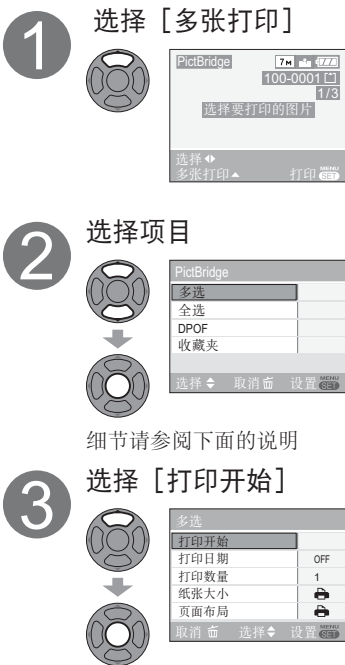 1
选择［多张打印］
PictBridge 7M
100-0001
1/3
选择要打印的图片
选择
多张打印 打印 MENU SET
2
选择项目
PictBridge
多选
全选
DPOF
收藏夹
选择 取消 设置 MENU SET
细节请参阅下面的说明
3
选择［打印开始］
多选
打印开始
打印日期 OFF
打印数量 1
纸张大小
页面布局
取消 选择 设置 MENU SET